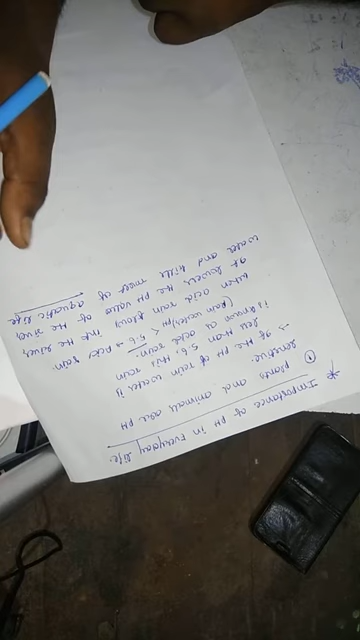 * Importance of pH in Everyday life
① Plants and animals are pH
sensitive
→ If the pH of rain water is
less than 5.6, this rain
is known as acid rain
(Rain water/pH < 5.6 → Acid rain
when acid rain flows into the river,
it lowers the pH value of the river
water and kills most of aquatic life